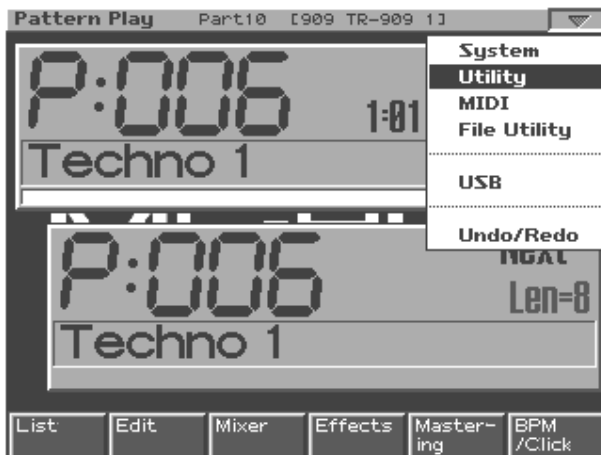 Pattern Play Part10 [909 TR-909 1]
P:006
1:01
Techno 1
System
Utility
MIDI
File Utility
USB
Undo/Redo
P:006
Next
Len=8
Techno 1
List Edit Mixer Effects Master-ing BPM/Click